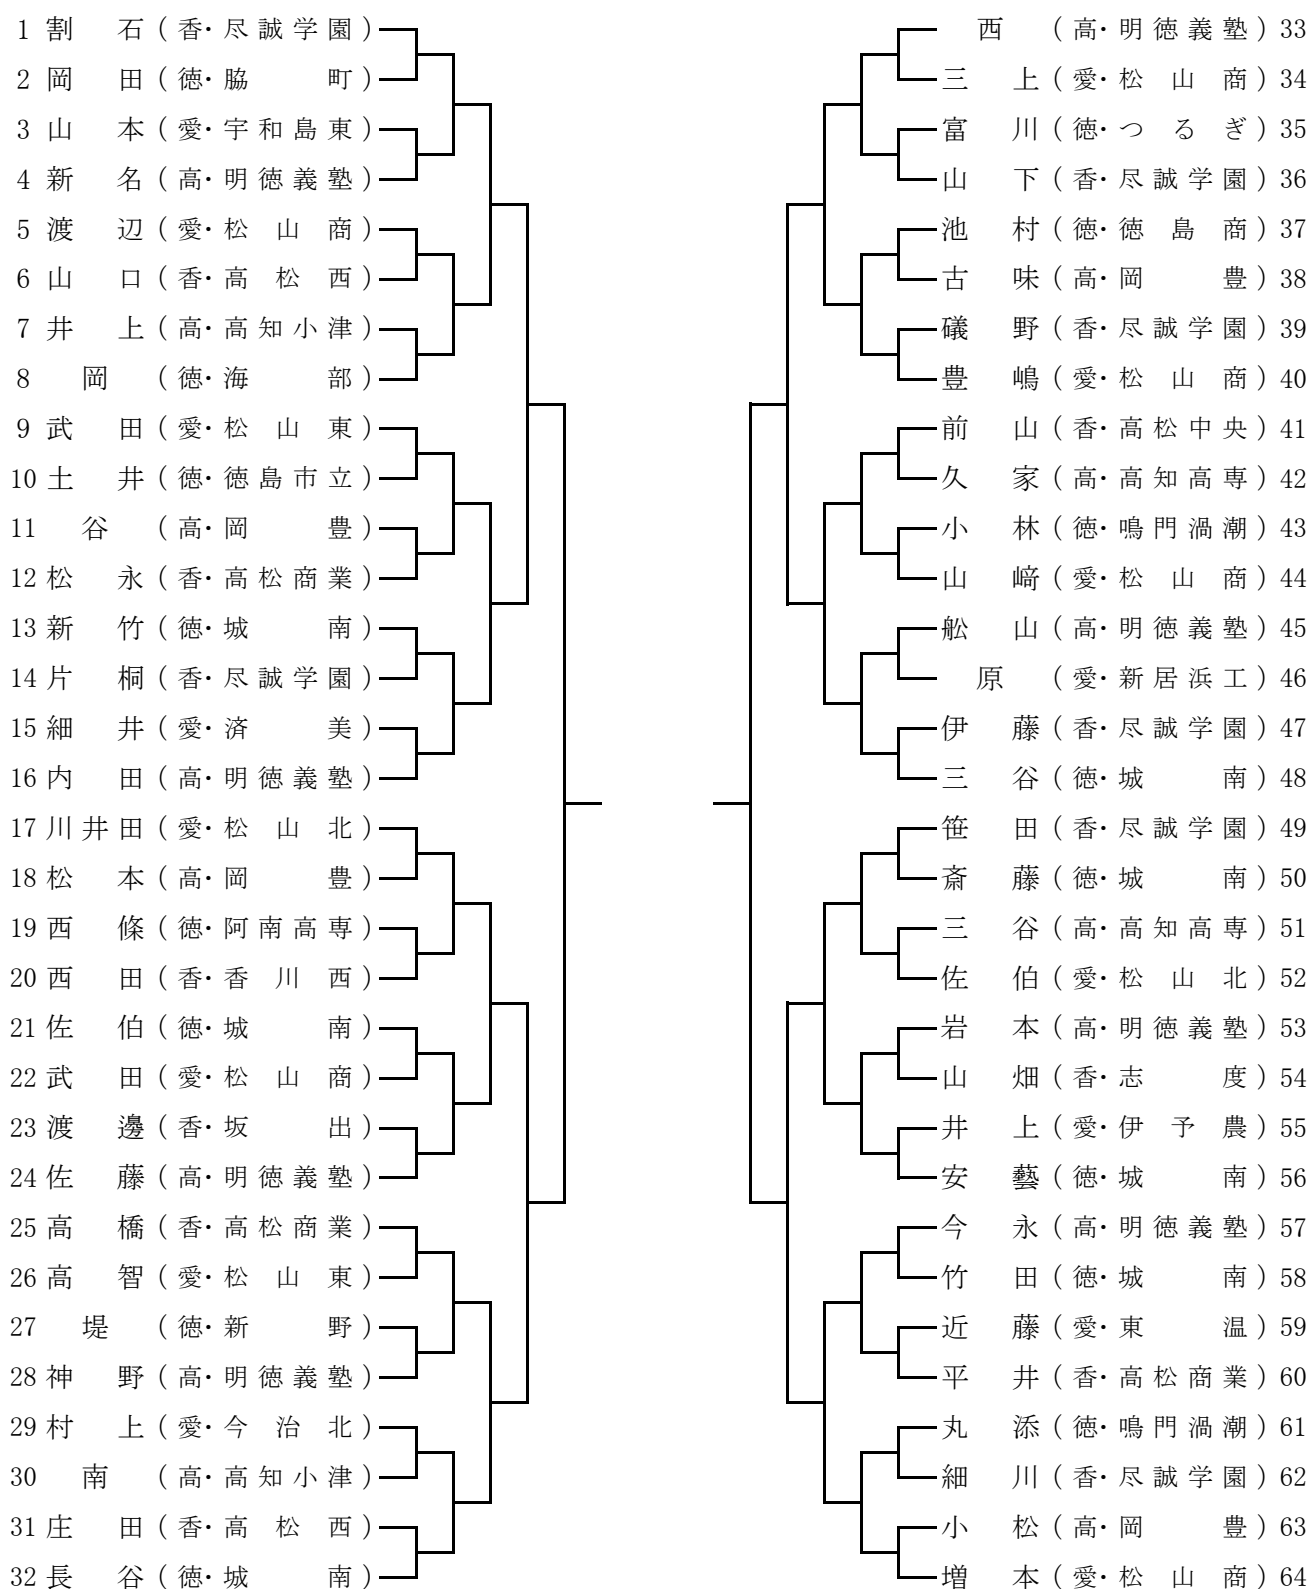 1 割石(香・尽誠学園)
2 岡田(徳・脇町)
3 山本(愛・宇和島東)
4 新名(高・明徳義塾)
5 渡辺(愛・松山商)
6 山口(香・高松西)
7 井上(高・高知小津)
8 岡(徳・海部)
9 武田(愛・松山東)
10 土井(徳・徳島市立)
11 谷(高・岡豊)
12 松永(香・高松商業)
13 新竹(徳・城南)
14 片桐(香・尽誠学園)
15 細井(愛・済美)
16 内田(高・明徳義塾)
17 川井田(愛・松山北)
18 松本(高・岡豊)
19 西條(徳・阿南高専)
20 西田(香・香川西)
21 佐伯(徳・城南)
22 武田(愛・松山商)
23 渡邊(香・坂出)
24 佐藤(高・明徳義塾)
25 高橋(香・高松商業)
26 高智(愛・松山東)
27 堤(徳・新野)
28 神野(高・明徳義塾)
29 村上(愛・今治北)
30 南(高・高知小津)
31 庄田(香・高松西)
32 長谷(徳・城南)
西(高・明徳義塾)33
三上(愛・松山商)34
富川(徳・つるぎ)35
山下(香・尽誠学園)36
池村(徳・徳島商)37
古味(高・岡豊)38
礒野(香・尽誠学園)39
豊嶋(愛・松山商)40
前山(香・高松中央)41
久家(高・高知高専)42
小林(徳・鳴門渦潮)43
山﨑(愛・松山商)44
舩山(高・明徳義塾)45
原(愛・新居浜工)46
伊藤(香・尽誠学園)47
三谷(徳・城南)48
笹田(香・尽誠学園)49
斎藤(徳・城南)50
三谷(高・高知高専)51
佐伯(愛・松山北)52
岩本(高・明徳義塾)53
山畑(香・志度)54
井上(愛・伊予農)55
安藝(徳・城南)56
今永(高・明徳義塾)57
竹田(徳・城南)58
近藤(愛・東温)59
平井(香・高松商業)60
丸添(徳・鳴門渦潮)61
細川(香・尽誠学園)62
小松(高・岡豊)63
増本(愛・松山商)64